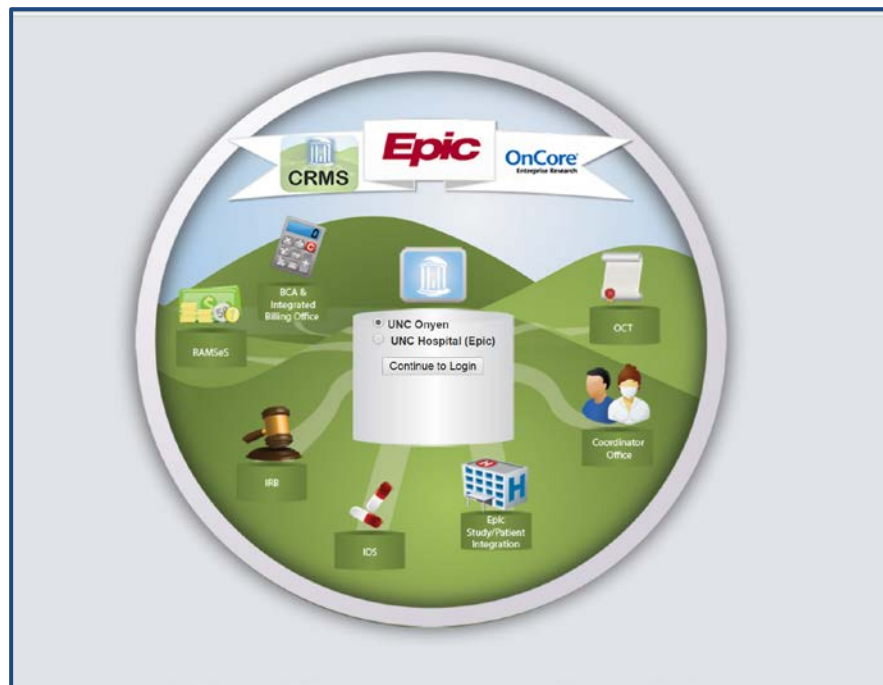 CRMS
Epic
OnCore®
Enterprise Research
0
C
BCA &
Integrated
Billing Office
RAMSeS
UNC Onyen
UNC Hospital (Epic)
Continue to Login
OCT
Coordinator
Office
IRB
IDS
H
Epic
Study/Patient
Integration